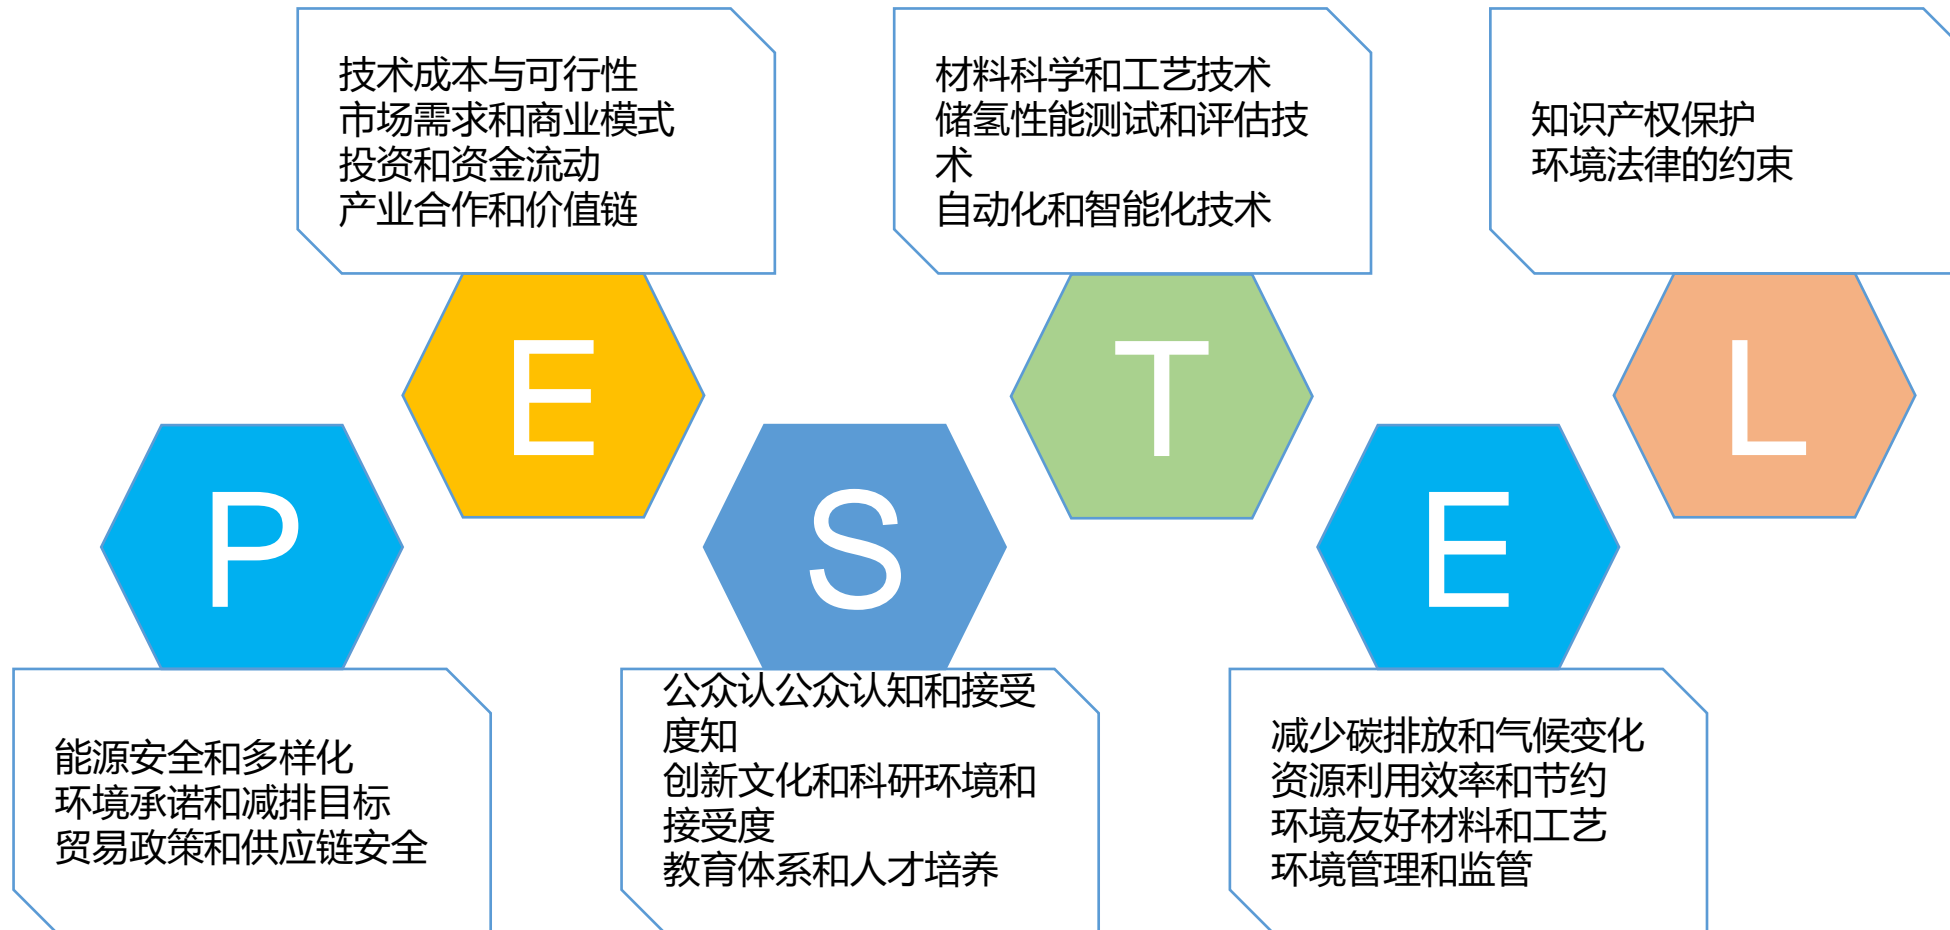 技术成本与可行性
市场需求和商业模式
投资和资金流动
产业合作和价值链
材料科学和工艺技术
储氢性能测试和评估技
术
自动化和智能化技术
知识产权保护
环境法律的约束
E
T
L
P
S
E
能源安全和多样化
环境承诺和减排目标
贸易政策和供应链安全
公众认公众认知和接受
度知
创新文化和科研环境和
接受度
教育体系和人才培养
减少碳排放和气候变化
资源利用效率和节约
环境友好材料和工艺
环境管理和监管